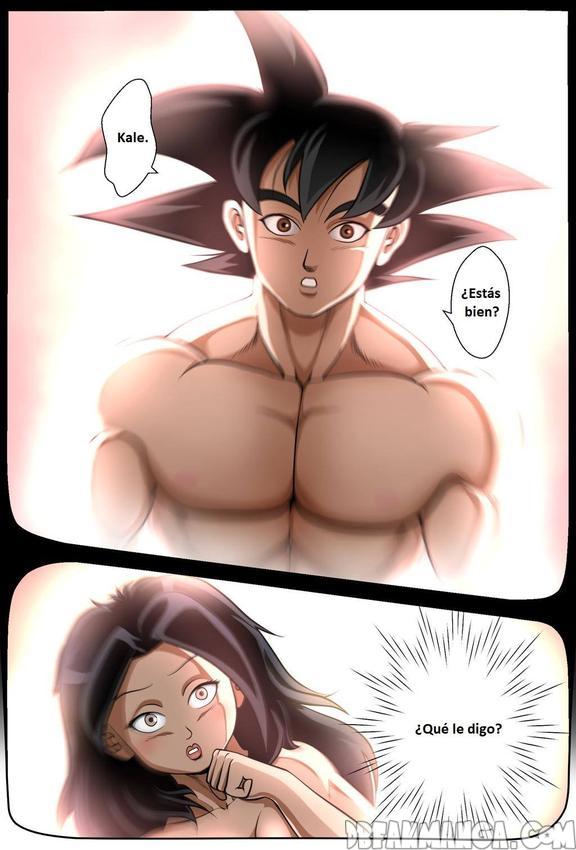 Kale.
¿Estás
bien?
¿Qué le digo?
DBFANMANGA.COM